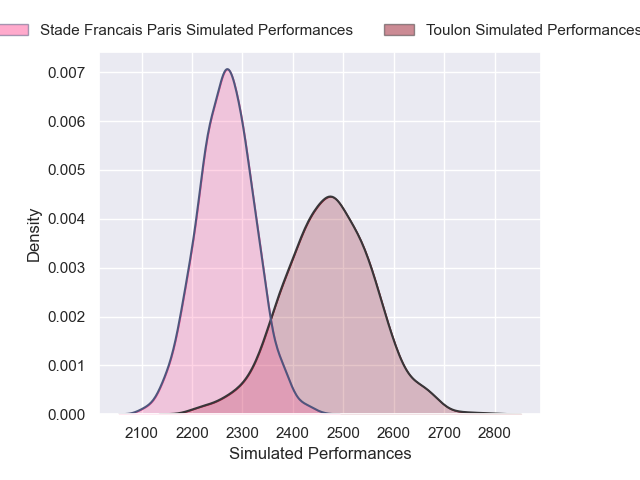 Stade Francais Paris Simulated Performances
Toulon Simulated Performances
0.007
0.006
0.005
0.004
0.003
0.002
0.001
0.000
Density
2100 2200 2300 2400 2500 2600 2700 2800
Simulated Performances